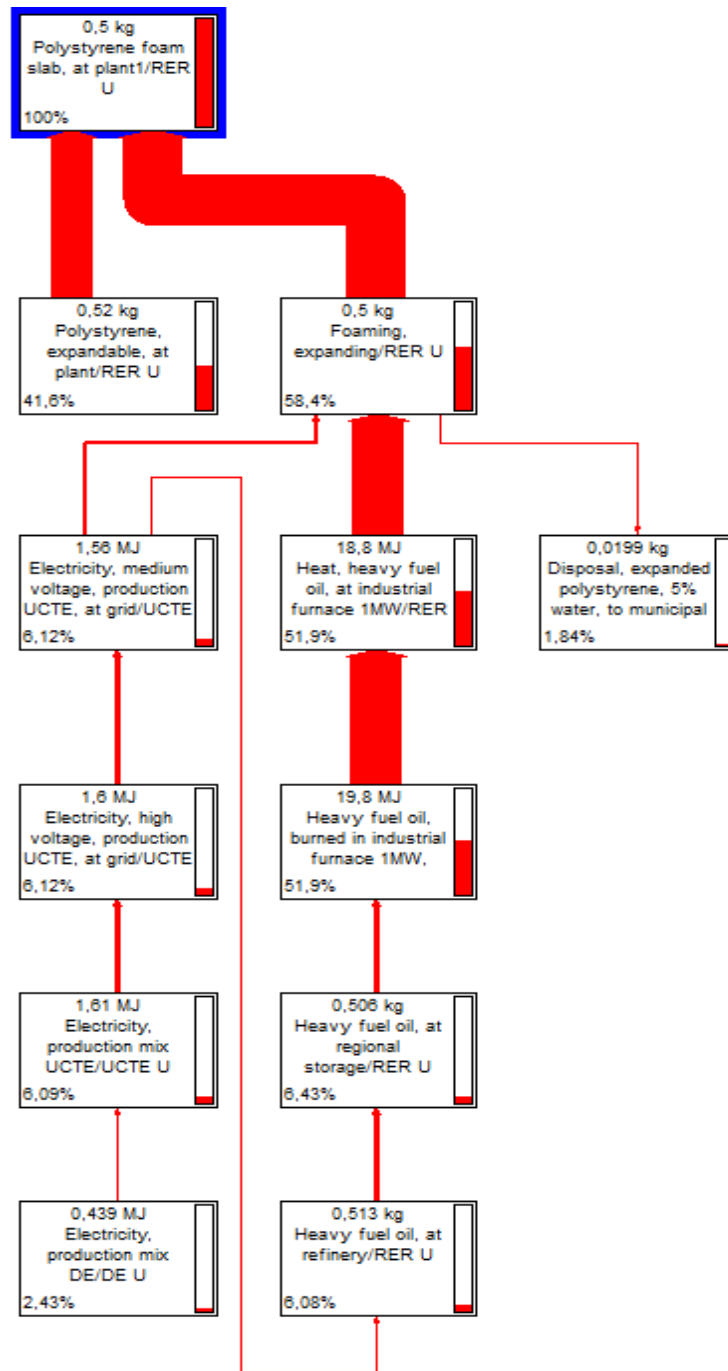 0,5 kg
Polystyrene foam
slab, at plant1/RER
U
100%
0,52 kg
Polystyrene,
expandable, at
plant/RER U
41,6%
0,5 kg
Foaming,
expanding/RER U
58,4%
1,56 MJ
Electricity, medium
voltage, production
UCTE, at grid/UCTE
6,12%
18,8 MJ
Heat, heavy fuel
oil, at industrial
furnace 1MW/RER
51,9%
0,0199 kg
Disposal, expanded
polystyrene, 5%
water, to municipal
1,84%
1,6 MJ
Electricity, high
voltage, production
UCTE, at grid/UCTE
6,12%
19,8 MJ
Heavy fuel oil,
burned in industrial
furnace 1MW,
51,9%
1,61 MJ
Electricity,
production mix
UCTE/UCTE U
6,09%
0,506 kg
Heavy fuel oil, at
regional
storage/RER U
6,43%
0,439 MJ
Electricity,
production mix
DE/DE U
2,43%
0,513 kg
Heavy fuel oil, at
refinery/RER U
6,08%